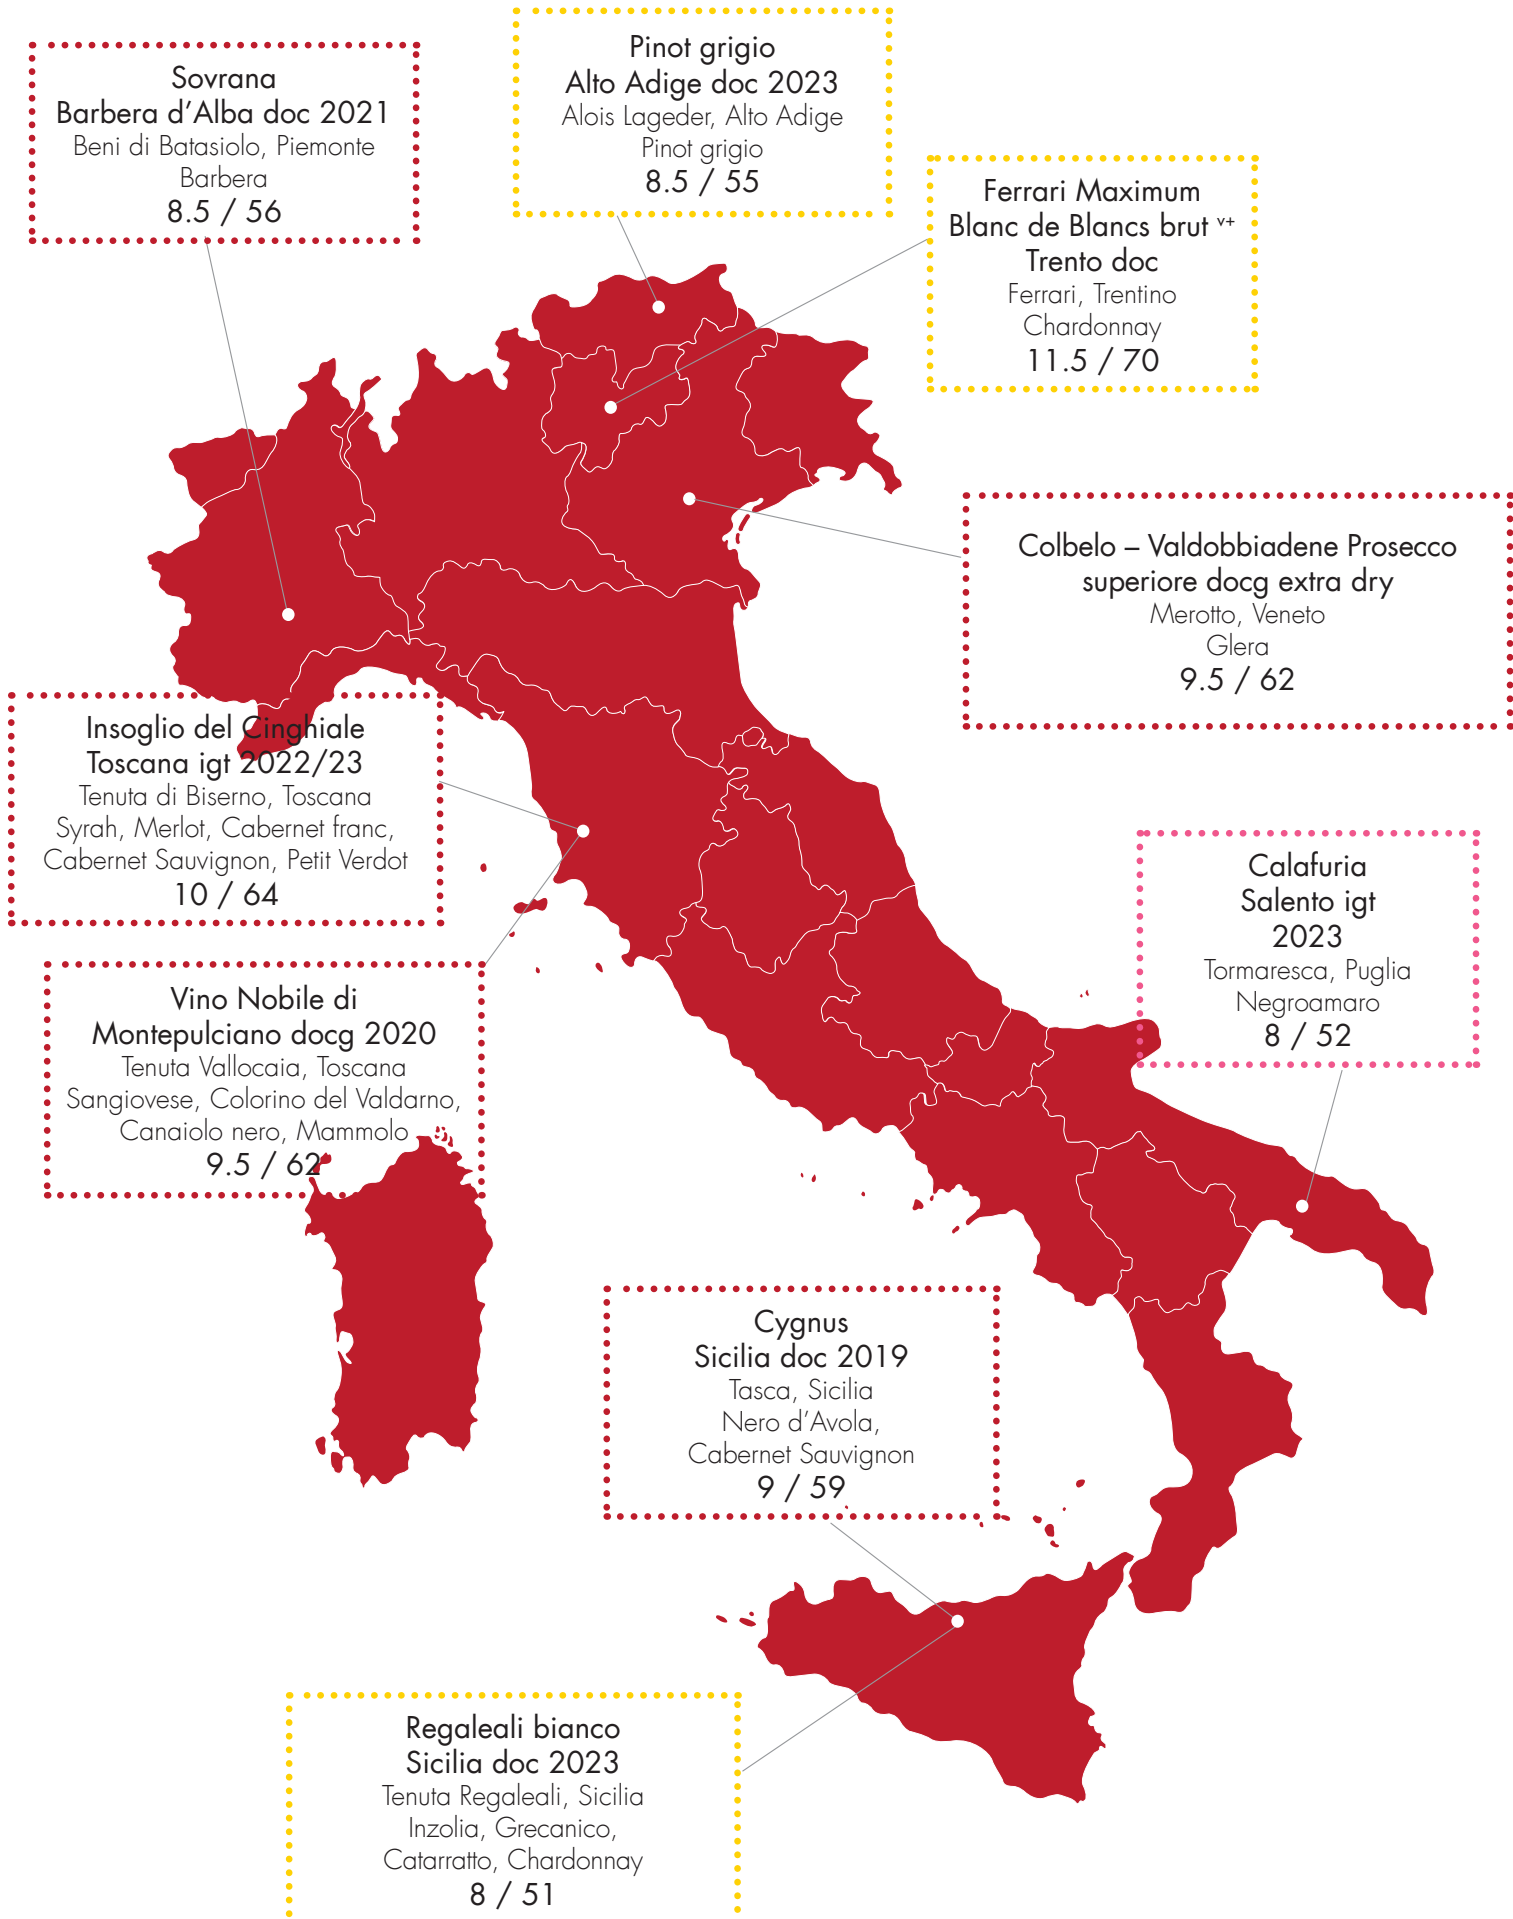 Sovrana
Barbera d’Alba doc 2021
Beni di Batasiolo, Piemonte
Barbera
8.5 / 56
Pinot grigio
Alto Adige doc 2023
Alois Lageder, Alto Adige
Pinot grigio
8.5 / 55
Ferrari Maximum
Blanc de Blancs brut v+
Trento doc
Ferrari, Trentino
Chardonnay
11.5 / 70
Colbelo – Valdobbiadene Prosecco
superiore docg extra dry
Merotto, Veneto
Glera
9.5 / 62
Insoglio del Cinghiale
Toscana igt 2022/23
Tenuta di Biserno, Toscana
Syrah, Merlot, Cabernet franc,
Cabernet Sauvignon, Petit Verdot
10 / 64
Calafuria
Salento igt
2023
Tormaresca, Puglia
Negroamaro
8 / 52
Vino Nobile di
Montepulciano docg 2020
Tenuta Vallocaia, Toscana
Sangiovese, Colorino del Valdarno,
Canaiolo nero, Mammolo
9.5 / 62
Cygnus
Sicilia doc 2019
Tasca, Sicilia
Nero d’Avola,
Cabernet Sauvignon
9 / 59
Regaleali bianco
Sicilia doc 2023
Tenuta Regaleali, Sicilia
Inzolia, Grecanico,
Catarratto, Chardonnay
8 / 51